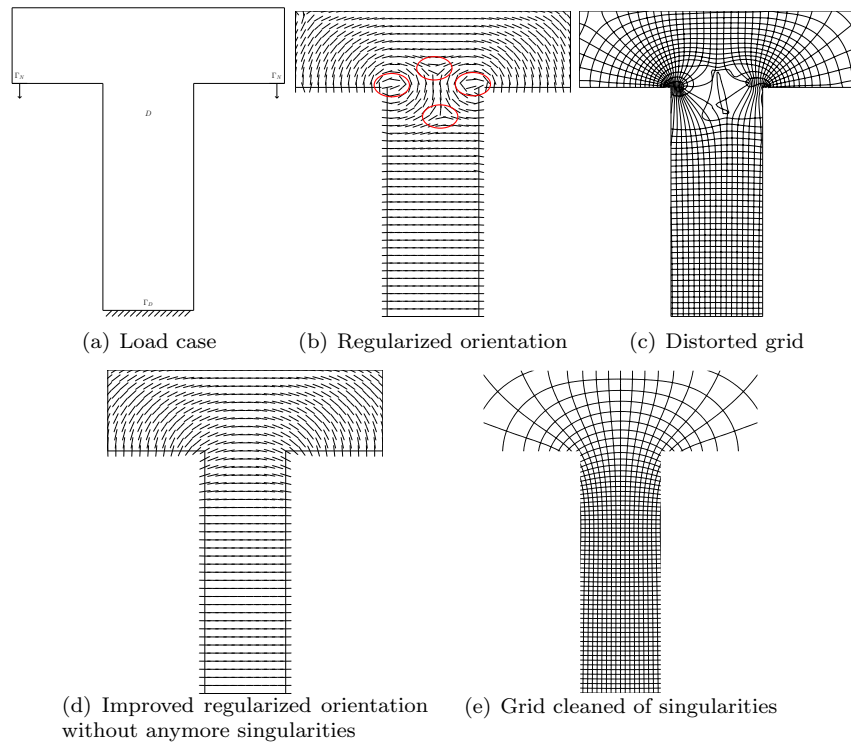 Γ_N
Γ_N
D
Γ_D
(a) Load case
(b) Regularized orientation
(c) Distorted grid
(d) Improved regularized orientation
without anymore singularities
(e) Grid cleaned of singularities